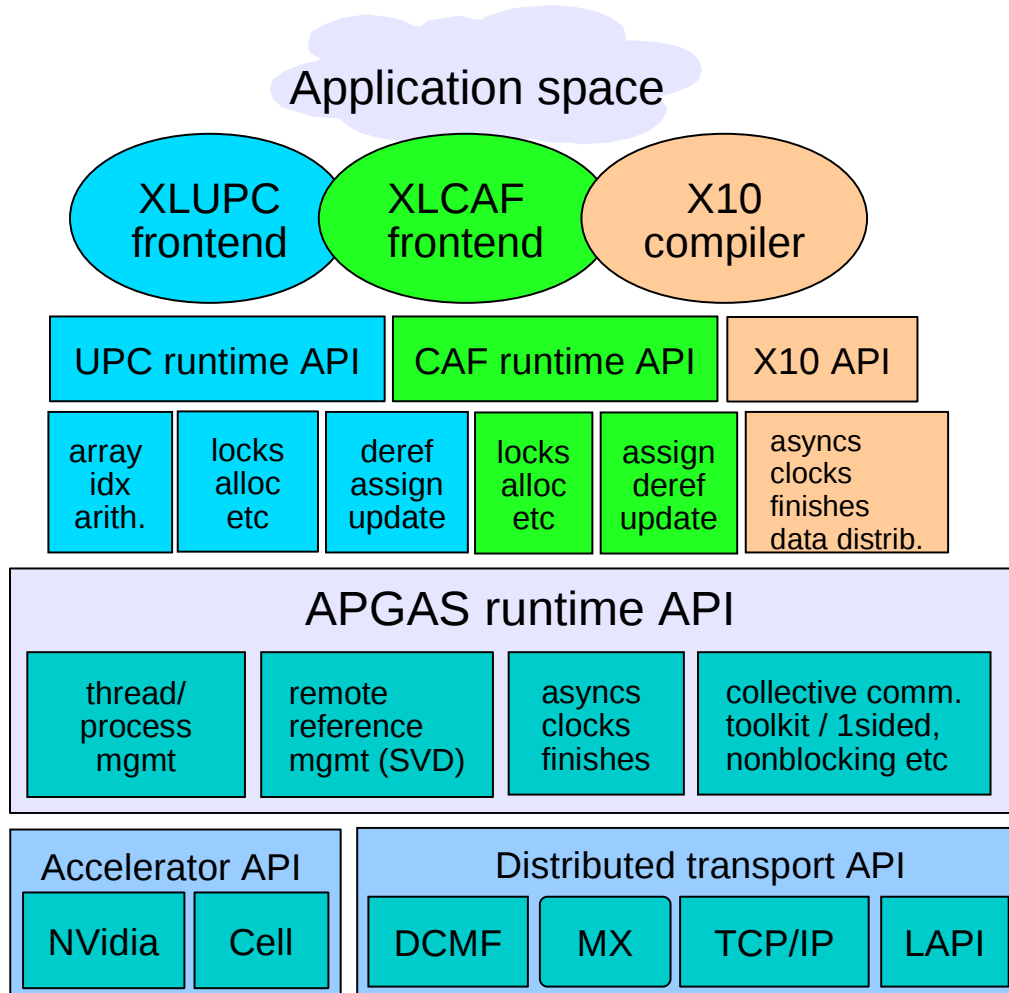 Application space
XLUPC
frontend
XLCAF
frontend
X10
compiler
UPC runtime API
CAF runtime API
X10 API
array
idx
arith.
locks
alloc
etc
deref
assign
update
locks
alloc
etc
assign
deref
update
asyncs
clocks
finishes
data distrib.
APGAS runtime API
thread/
process
mgmt
remote
reference
mgmt (SVD)
asyncs
clocks
finishes
collective comm.
toolkit / 1sided,
nonblocking etc
Accelerator API
NVidia
Cell
Distributed transport API
DCMF
MX
TCP/IP
LAPI